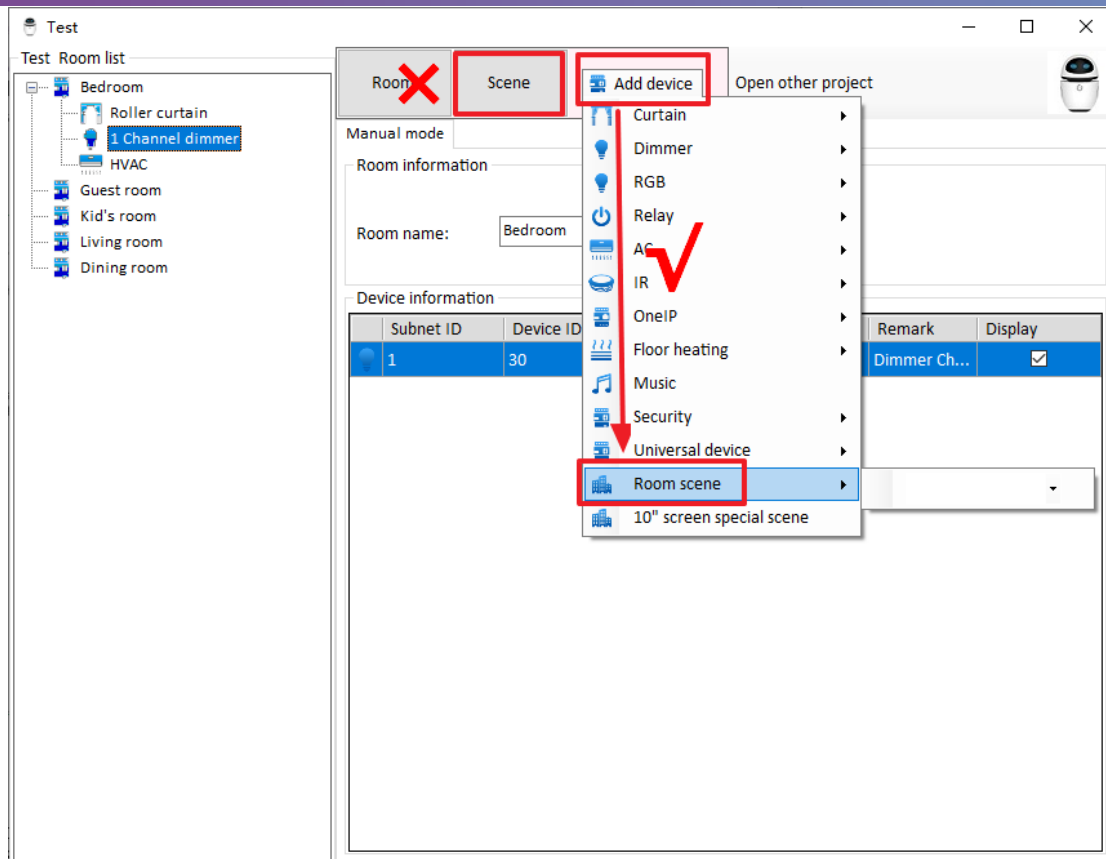 Test
Test Room list
Bedroom
Roller curtain
1 Channel dimmer
HVAC
Guest room
Kid's room
Living room
Dining room
Room
Scene
Add device
Open other project
Manual mode
Room information
Room name:
Bedroom
Device information
Subnet ID
Device ID
Remark
Display
1
30
Dimmer Ch...
Curtain
Dimmer
RGB
Relay
AC
IR
OneIP
Floor heating
Music
Security
Universal device
Room scene
10" screen special scene